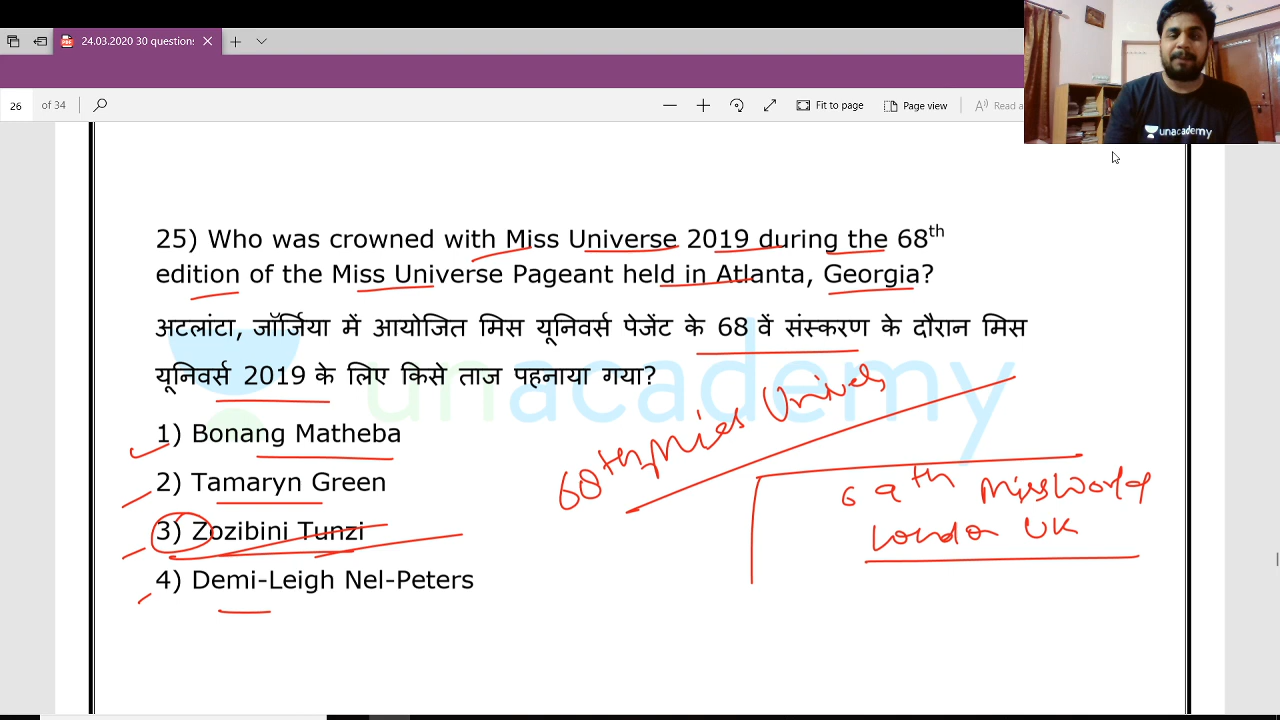 24.03.2020 30 questions
26 of 34
Fit to page
Page view
Read a
unacademy
25) Who was crowned with Miss Universe 2019 during the 68th
edition of the Miss Universe Pageant held in Atlanta, Georgia?
अटलांटा, जॉर्जिया में आयोजित मिस यूनिवर्स पेजेंट के 68 वें संस्करण के दौरान मिस
यूनिवर्स 2019 के लिए किसे ताज पहनाया गया?
unacademy
1) Bonang Matheba
2) Tamaryn Green
3) Zozibini Tunzi
4) Demi-Leigh Nel-Peters
68th Miss Univers
69th Miss World
London UK